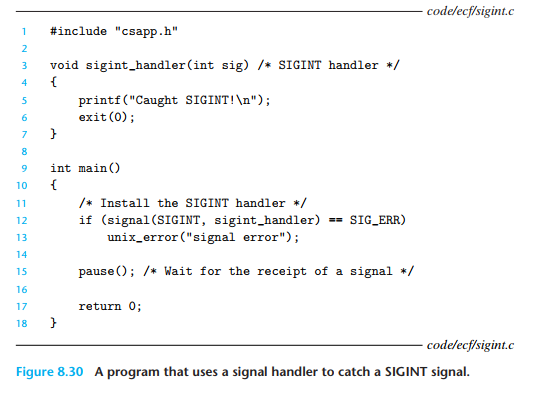 code/ecf/sigint.c
1 #include "csapp.h"
2
3 void sigint_handler(int sig) /* SIGINT handler */
4 {
5     printf("Caught SIGINT!\n");
6     exit(0);
7 }
8
9 int main()
10 {
11     /* Install the SIGINT handler */
12     if (signal(SIGINT, sigint_handler) == SIG_ERR)
13         unix_error("signal error");
14
15     pause(); /* Wait for the receipt of a signal */
16
17     return 0;
18 }
code/ecf/sigint.c
Figure 8.30 A program that uses a signal handler to catch a SIGINT signal.